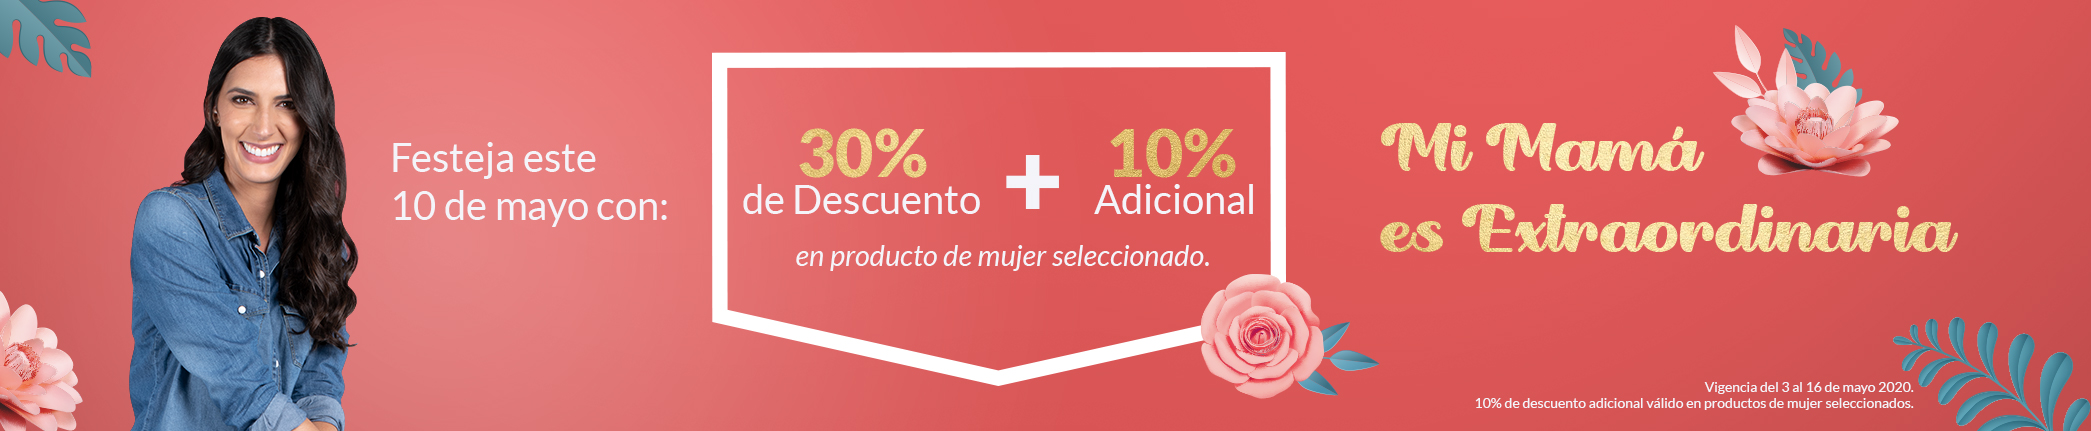 Festeja este
10 de mayo con:
30%
de Descuento
+
10%
Adicional
en producto de mujer seleccionado.
Mi Mamá
es Extraordinaria
Vigencia del 3 al 16 de mayo 2020.
10% de descuento adicional válido en productos de mujer seleccionados.